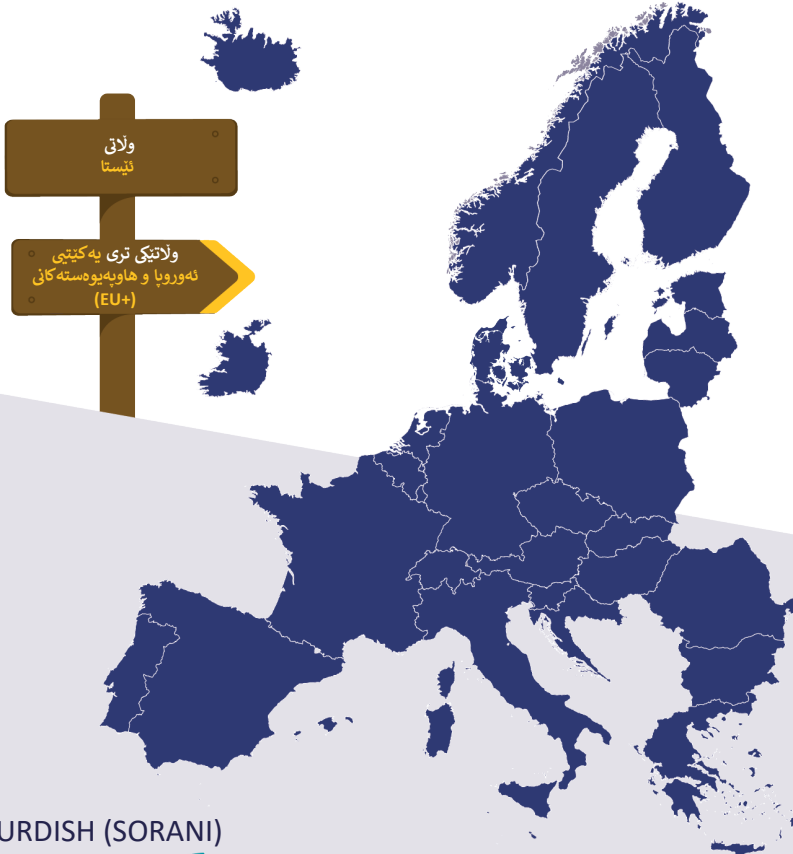 وڵاتی
ئێستا
وڵاتێکی تری یەکێتیی
ئەوروپا و هاوپەیوەستەکانی
(EU+)
URDISH (SORANI)